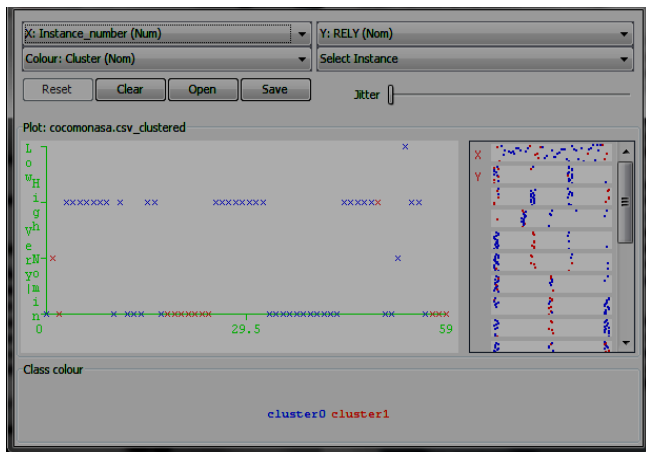 X: Instance_number (Num)
Y: RELY (Nom)
Colour: Cluster (Nom)
Select Instance
Reset
Clear
Open
Save
Jitter
Plot: cocomonasa.csv_clustered
0
29.5
59
X
Y
Class colour
cluster0 cluster1